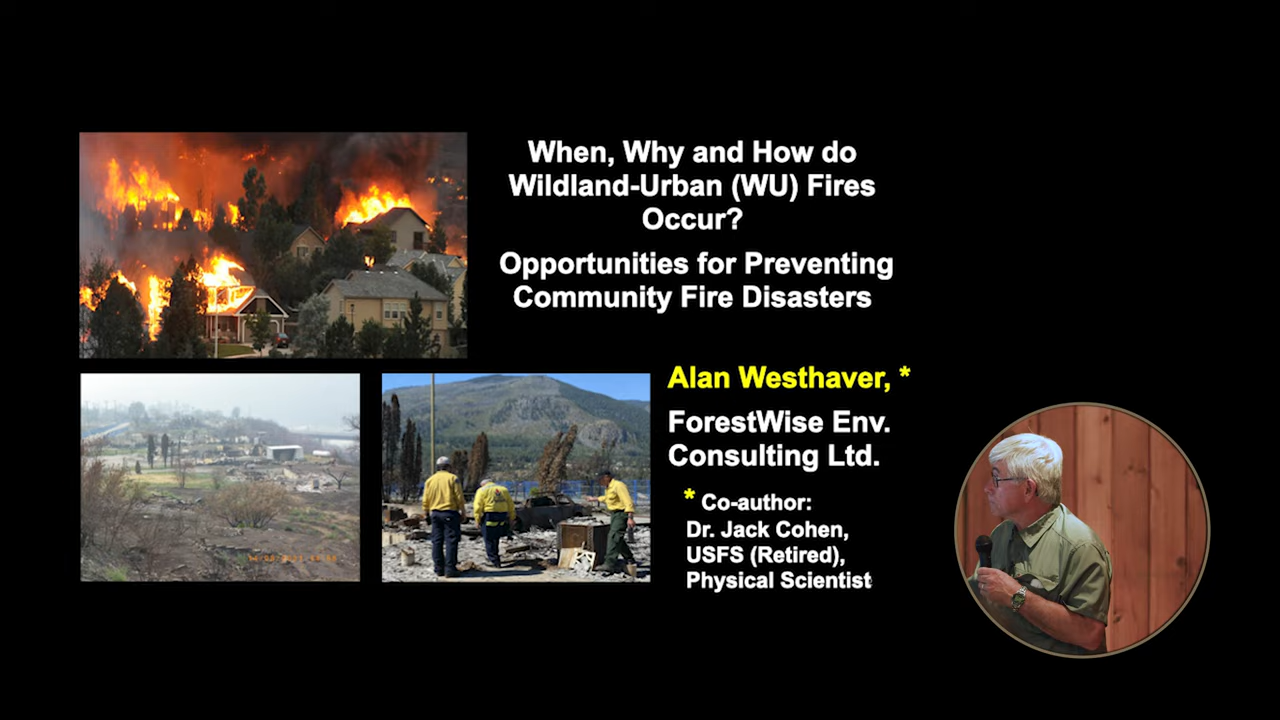 When, Why and How do
Wildland-Urban (WU) Fires
Occur?
Opportunities for Preventing
Community Fire Disasters
Alan Westhaver, *
ForestWise Env.
Consulting Ltd.
* Co-author:
Dr. Jack Cohen,
USFS (Retired),
Physical Scientist